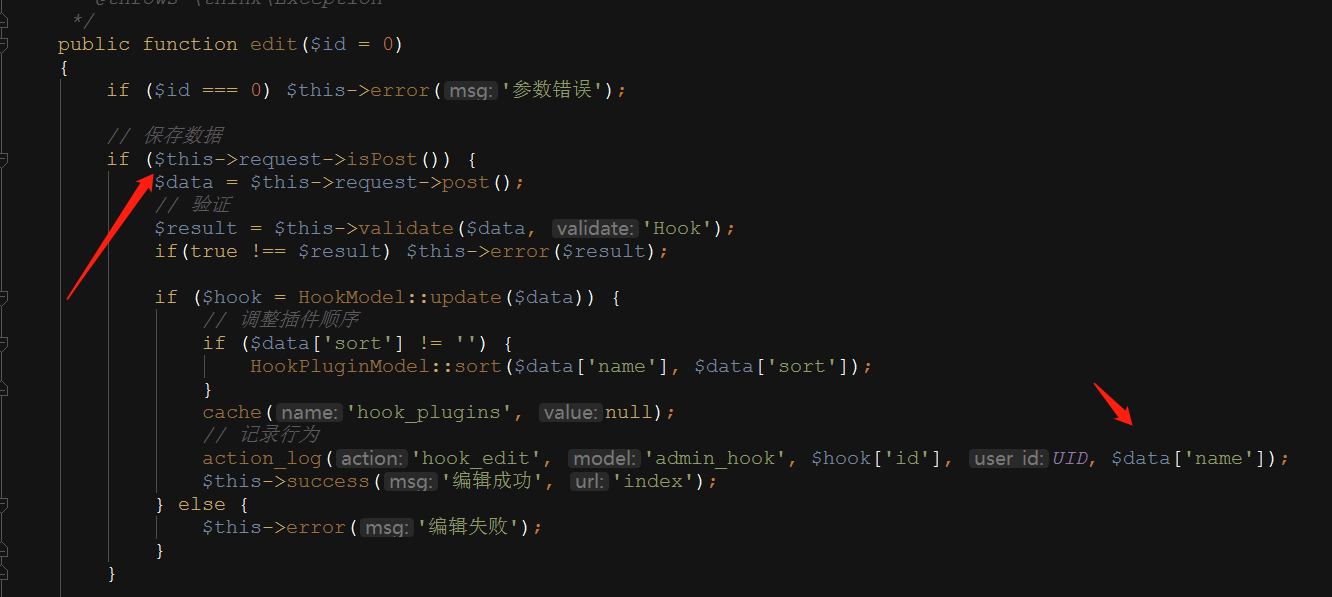 @throws \think\Exception
*/
public function edit($id = 0)
{
if ($id === 0) $this->error( msg: '参数错误');
// 保存数据
if ($this->request->isPost()) {
$data = $this->request->post();
// 验证
$result = $this->validate($data, validate: 'Hook');
if(true !== $result) $this->error($result);
if ($hook = HookModel::update($data)) {
// 调整插件顺序
if ($data['sort'] != '') {
HookPluginModel::sort($data['name'], $data['sort']);
}
cache( name: 'hook_plugins', value: null);
// 记录行为
action_log( action: 'hook_edit', model: 'admin_hook', $hook['id'], user id: UID, $data['name']);
$this->success( msg: '编辑成功', url: 'index');
} else {
$this->error( msg: '编辑失败');
}
}